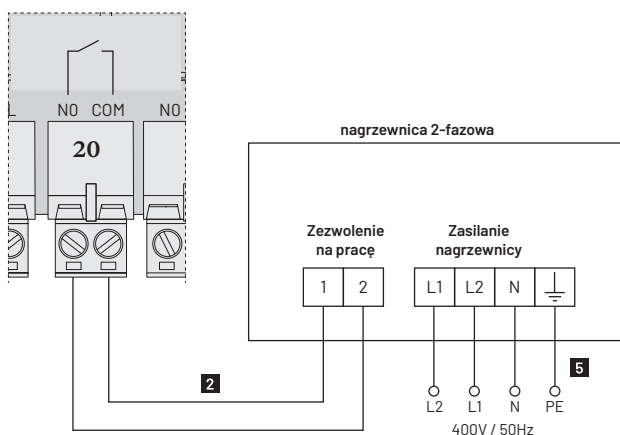 L NO COM NO
20
nagrzewnica 2-fazowa
Zezwolenie
na pracę
Zasilanie
nagrzewnicy
1 2
L1 L2 N
2
5
L2 L1 N PE
400V / 50Hz